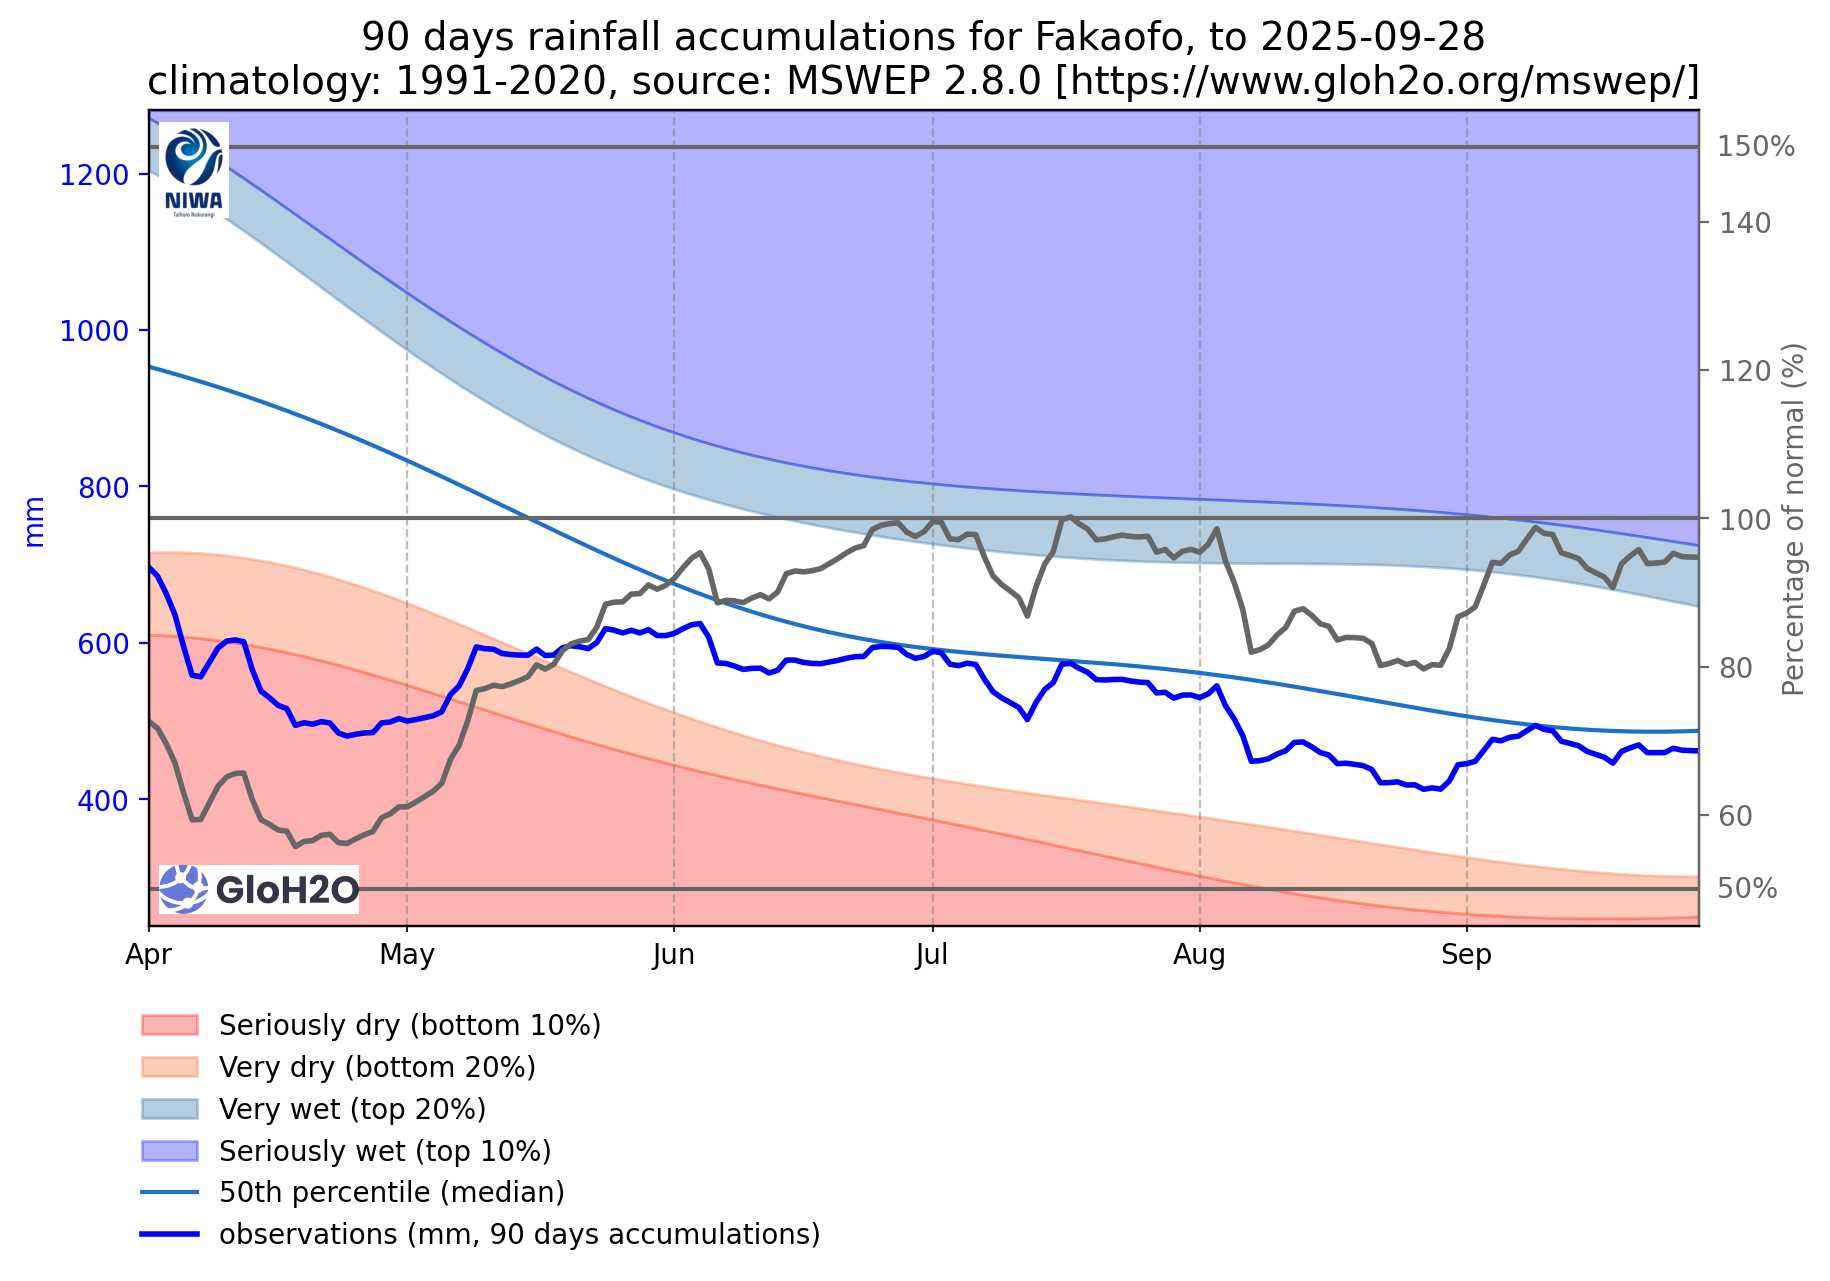 90 days rainfall accumulations for Fakaofo, to 2025-09-28
climatology: 1991-2020, source: MSWEP 2.8.0 [https://www.gloh2o.org/mswep/]
NIWA
Taihoro Nukurangi
1200
1000
800
600
400
mm
150%
140
120
100
80
60
50%
Percentage of normal (%)
GloH2O
Apr
May
Jun
Jul
Aug
Sep
Seriously dry (bottom 10%)
Very dry (bottom 20%)
Very wet (top 20%)
Seriously wet (top 10%)
50th percentile (median)
observations (mm, 90 days accumulations)